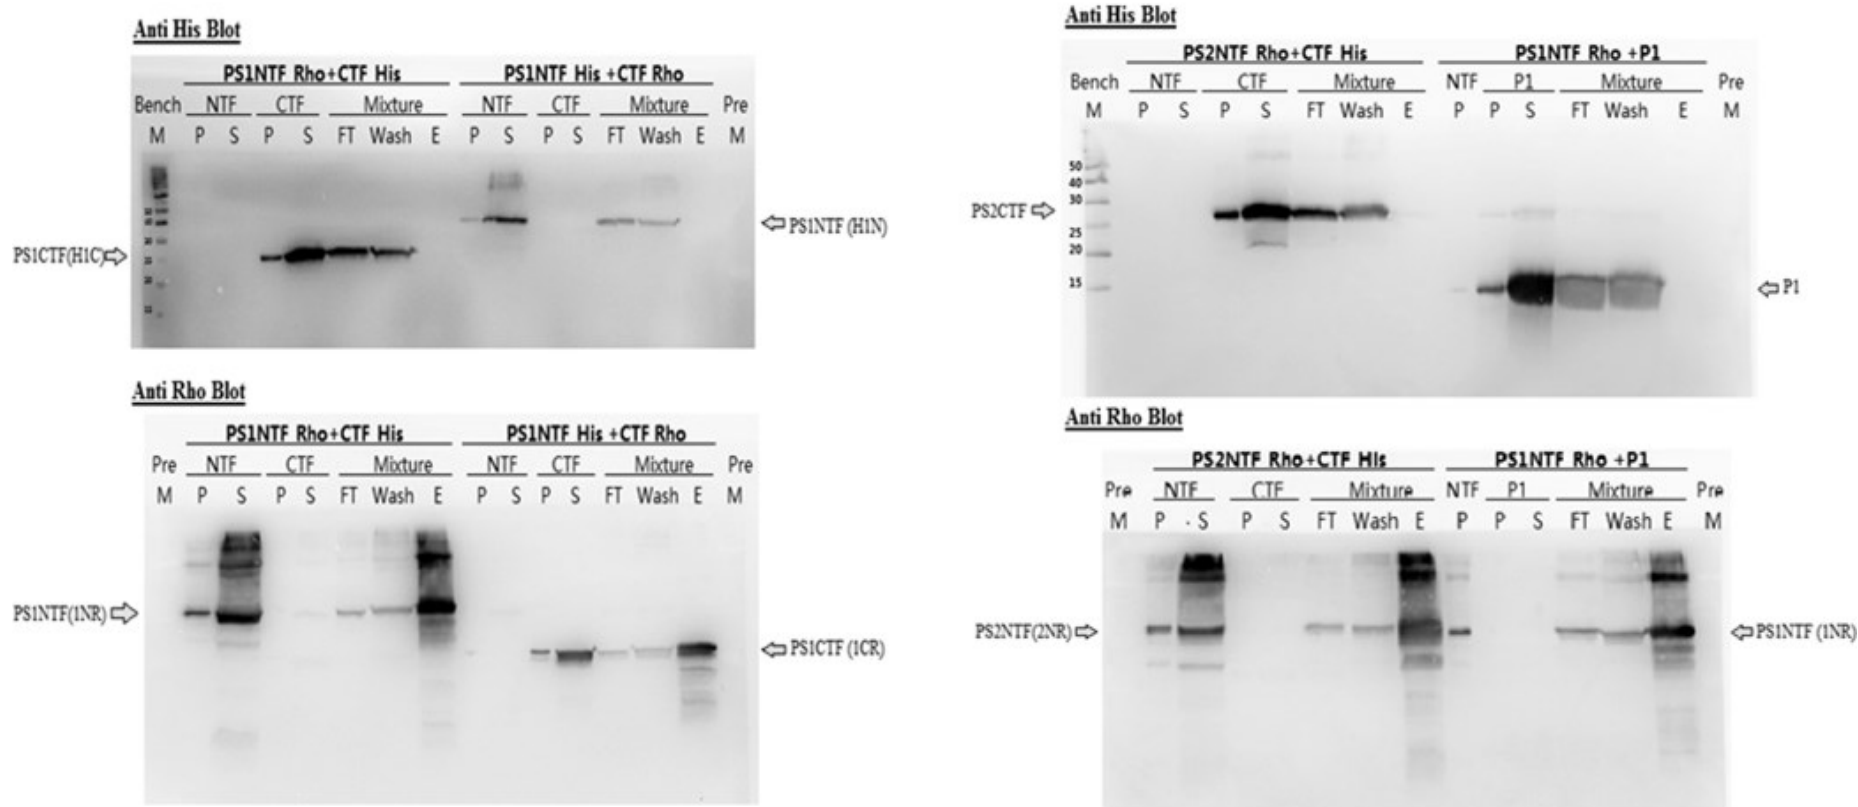 Anti His Blot
PS1NTF Rho+CTF His PS1NTF His +CTF Rho
Bench NTF CTF Mixture NTF CTF Mixture Pre
M P S P S FT Wash E P S P S FT Wash E M
PS1CTF(H1C)
PS1NTF (H1N)
Anti Rho Blot
PS1NTF Rho+CTF His PS1NTF His +CTF Rho
Pre NTF CTF Mixture NTF CTF Mixture Pre
M P S P S FT Wash E P S P S FT Wash E M
PS1NTF(1NR)
PS1CTF (1CR)
Anti His Blot
PS2NTF Rho+CTF His PS1NTF Rho +P1
Bench NTF CTF Mixture NTF P1 Mixture Pre
M P S P S FT Wash E P P S FT Wash E M
50
40
30
25
20
15
PS2CTF
P1
Anti Rho Blot
PS2NTF Rho+CTF His PS1NTF Rho +P1
Pre NTF CTF Mixture NTF P1 Mixture Pre
M P S P S FT Wash E P P S FT Wash E M
PS2NTF(2NR)
PS1NTF (1NR)